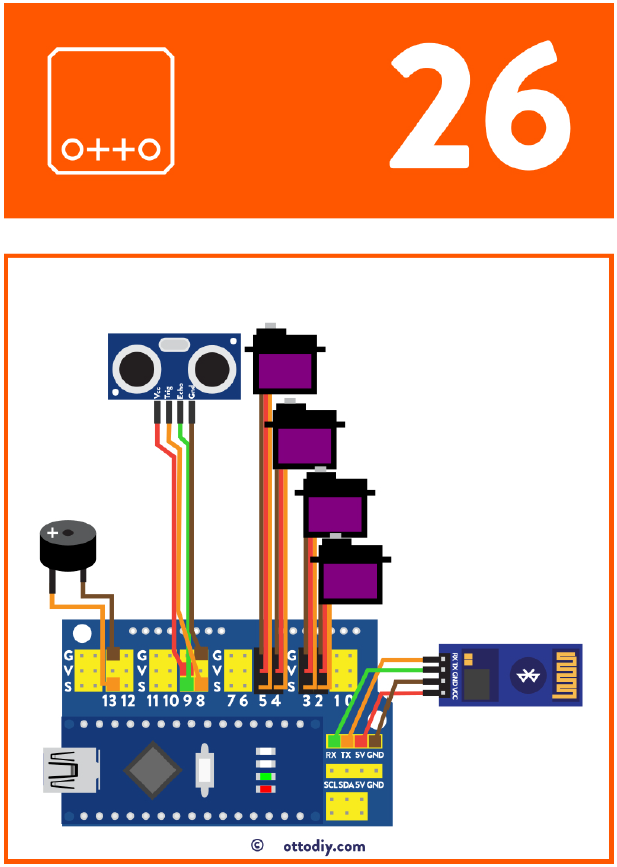 O++O
26
Vcc Trig Echo Gnd
+
G G G G G
V V V V V
S S S S S
13 12 11 10 9 8 7 6 5 4 3 2 1 0
RX TX GND VCC
RX TX 5V GND
SCL SDA 5V GND
© ottodiy.com